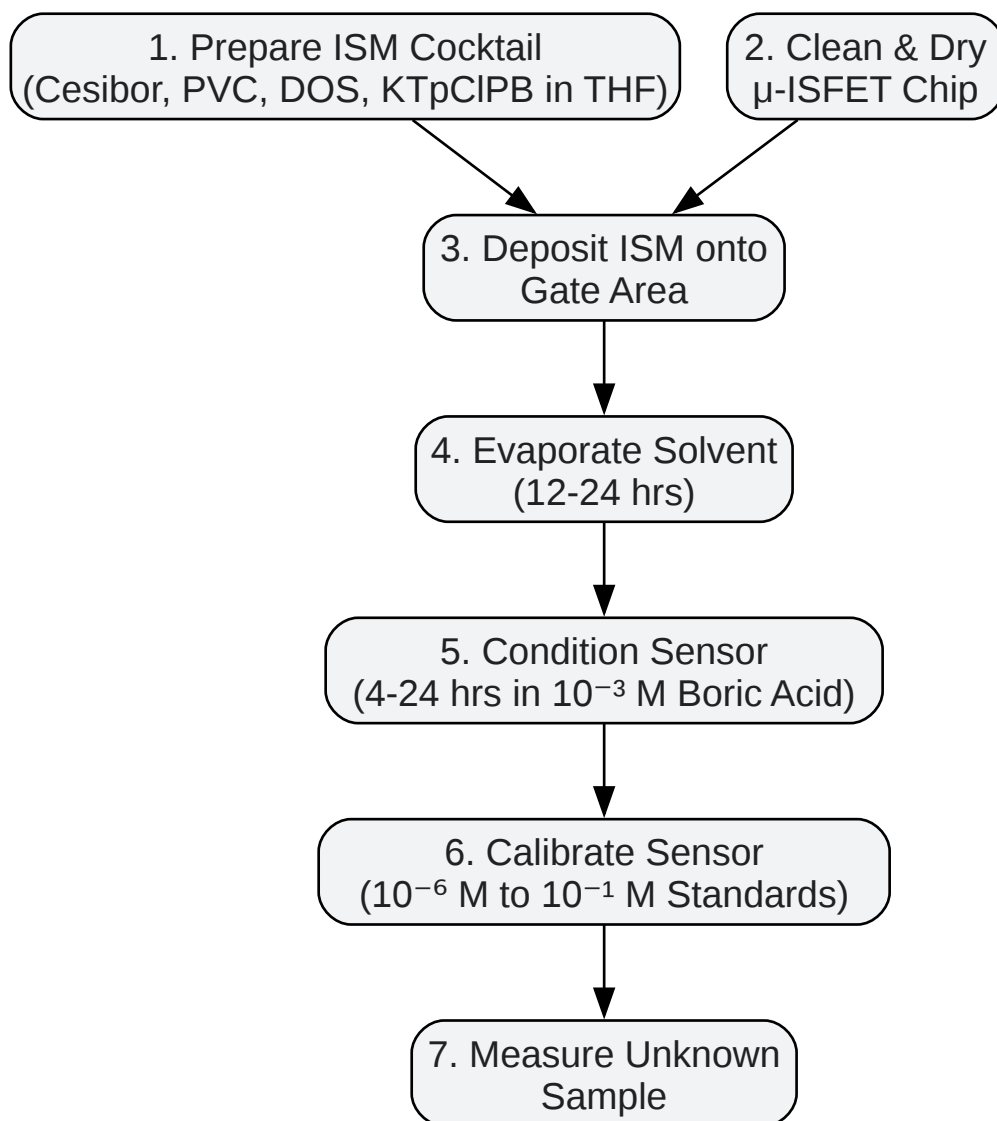 1. Prepare ISM Cocktail
(Cesibor, PVC, DOS, KTpClPB in THF)
2. Clean & Dry
μ-ISFET Chip
3. Deposit ISM onto
Gate Area
4. Evaporate Solvent
(12-24 hrs)
5. Condition Sensor
(4-24 hrs in 10⁻³ M Boric Acid)
6. Calibrate Sensor
(10⁻⁶ M to 10⁻¹ M Standards)
7. Measure Unknown
Sample